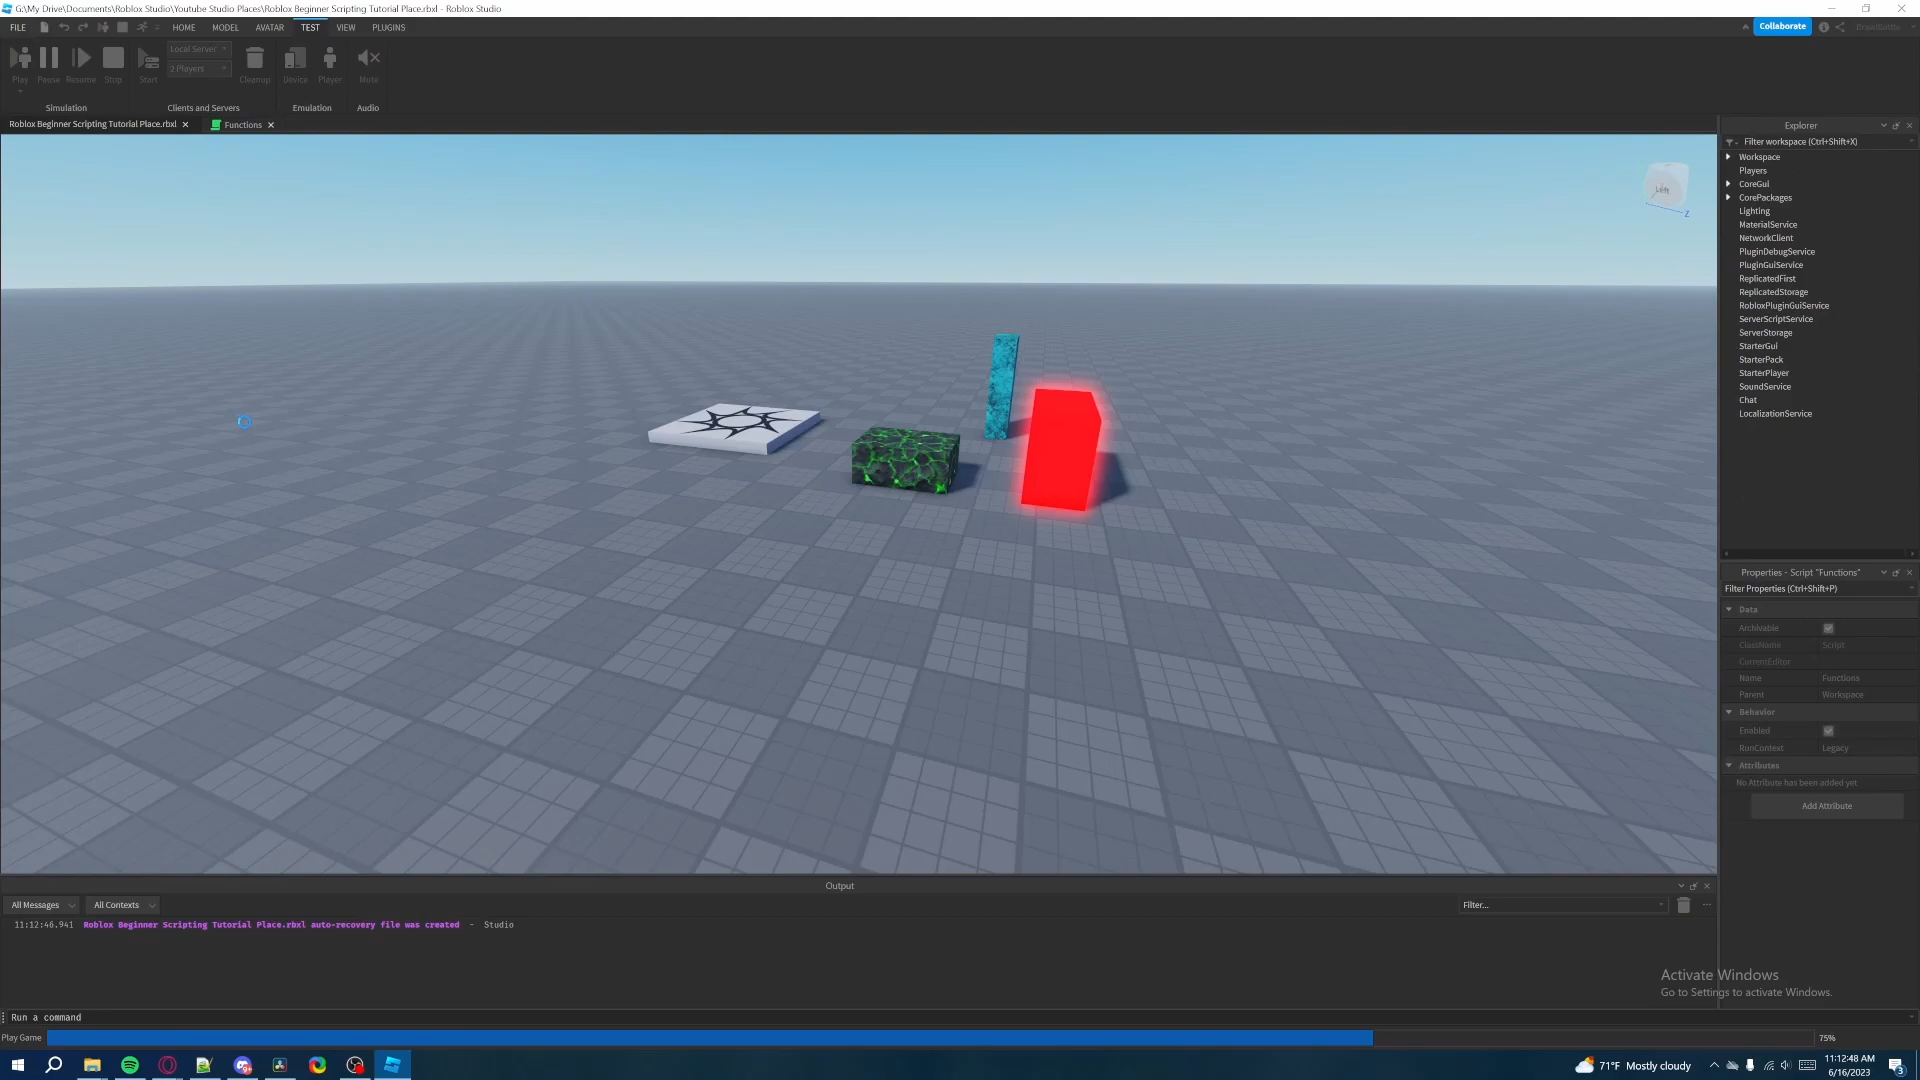 G:\My Drive\Documents\Roblox Studio\Youtube Studio Places\Roblox Beginner Scripting Tutorial Place.rbxl - Roblox Studio
FILE HOME MODEL AVATAR TEST VIEW PLUGINS
Collaborate
Play Pause Resume Stop
Start
Local Server
2 Players
Cleanup
Device Player
Mute
Simulation Clients and Servers Emulation Audio
Roblox Beginner Scripting Tutorial Place.rbxl
Functions
Left
Z
Explorer
Filter workspace (Ctrl+Shift+X)
Workspace
Players
CoreGui
CorePackages
Lighting
MaterialService
NetworkClient
PluginDebugService
PluginGuiService
ReplicatedFirst
ReplicatedStorage
RobloxPluginGuiService
ServerScriptService
ServerStorage
StarterGui
StarterPack
StarterPlayer
SoundService
Chat
LocalizationService
Properties - Script "Functions"
Filter Properties (Ctrl+Shift+P)
Data
Archivable
ClassName Script
CurrentEditor
Name Functions
Parent Workspace
Behavior
Enabled
RunContext Legacy
Attributes
No Attribute has been added yet
Add Attribute
Output
All Messages All Contexts
Filter...
11:12:46.941 Roblox Beginner Scripting Tutorial Place.rbxl auto-recovery file was created - Studio
Activate Windows
Go to Settings to activate Windows.
Run a command
Play Game 75%
71°F Mostly cloudy
11:12:48 AM
6/16/2023
3